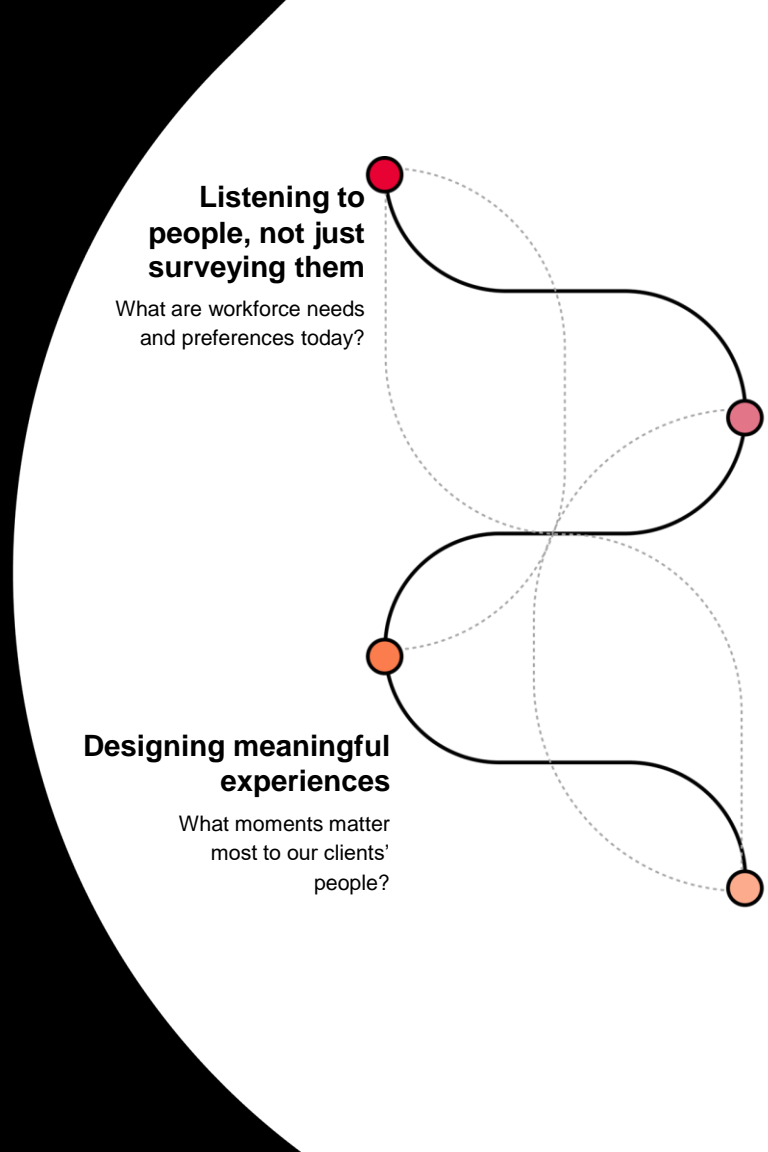 Listening to
people, not just
surveying them
What are workforce needs
and preferences today?
Designing meaningful
experiences
What moments matter
most to our clients’
people?